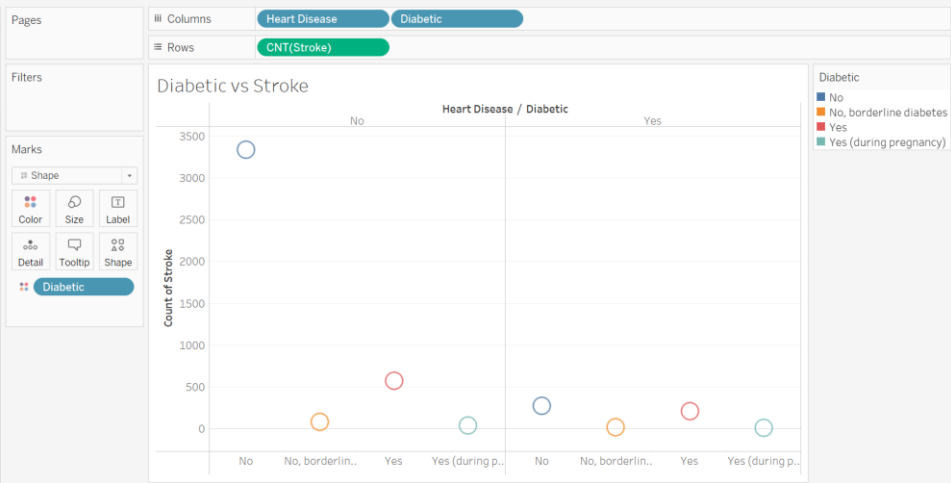 Pages
Columns
Heart Disease
Diabetic
Rows
CNT(Stroke)
Filters
Marks
Shape
Color
Size
Label
Detail
Tooltip
Shape
Diabetic
Diabetic vs Stroke
Heart Disease / Diabetic
No
Yes
Count of Stroke
3500
3000
2500
2000
1500
1000
500
0
No
No, borderlin..
Yes
Yes (during p..
No
No, borderlin..
Yes
Yes (during p..
Diabetic
No
No, borderline diabetes
Yes
Yes (during pregnancy)